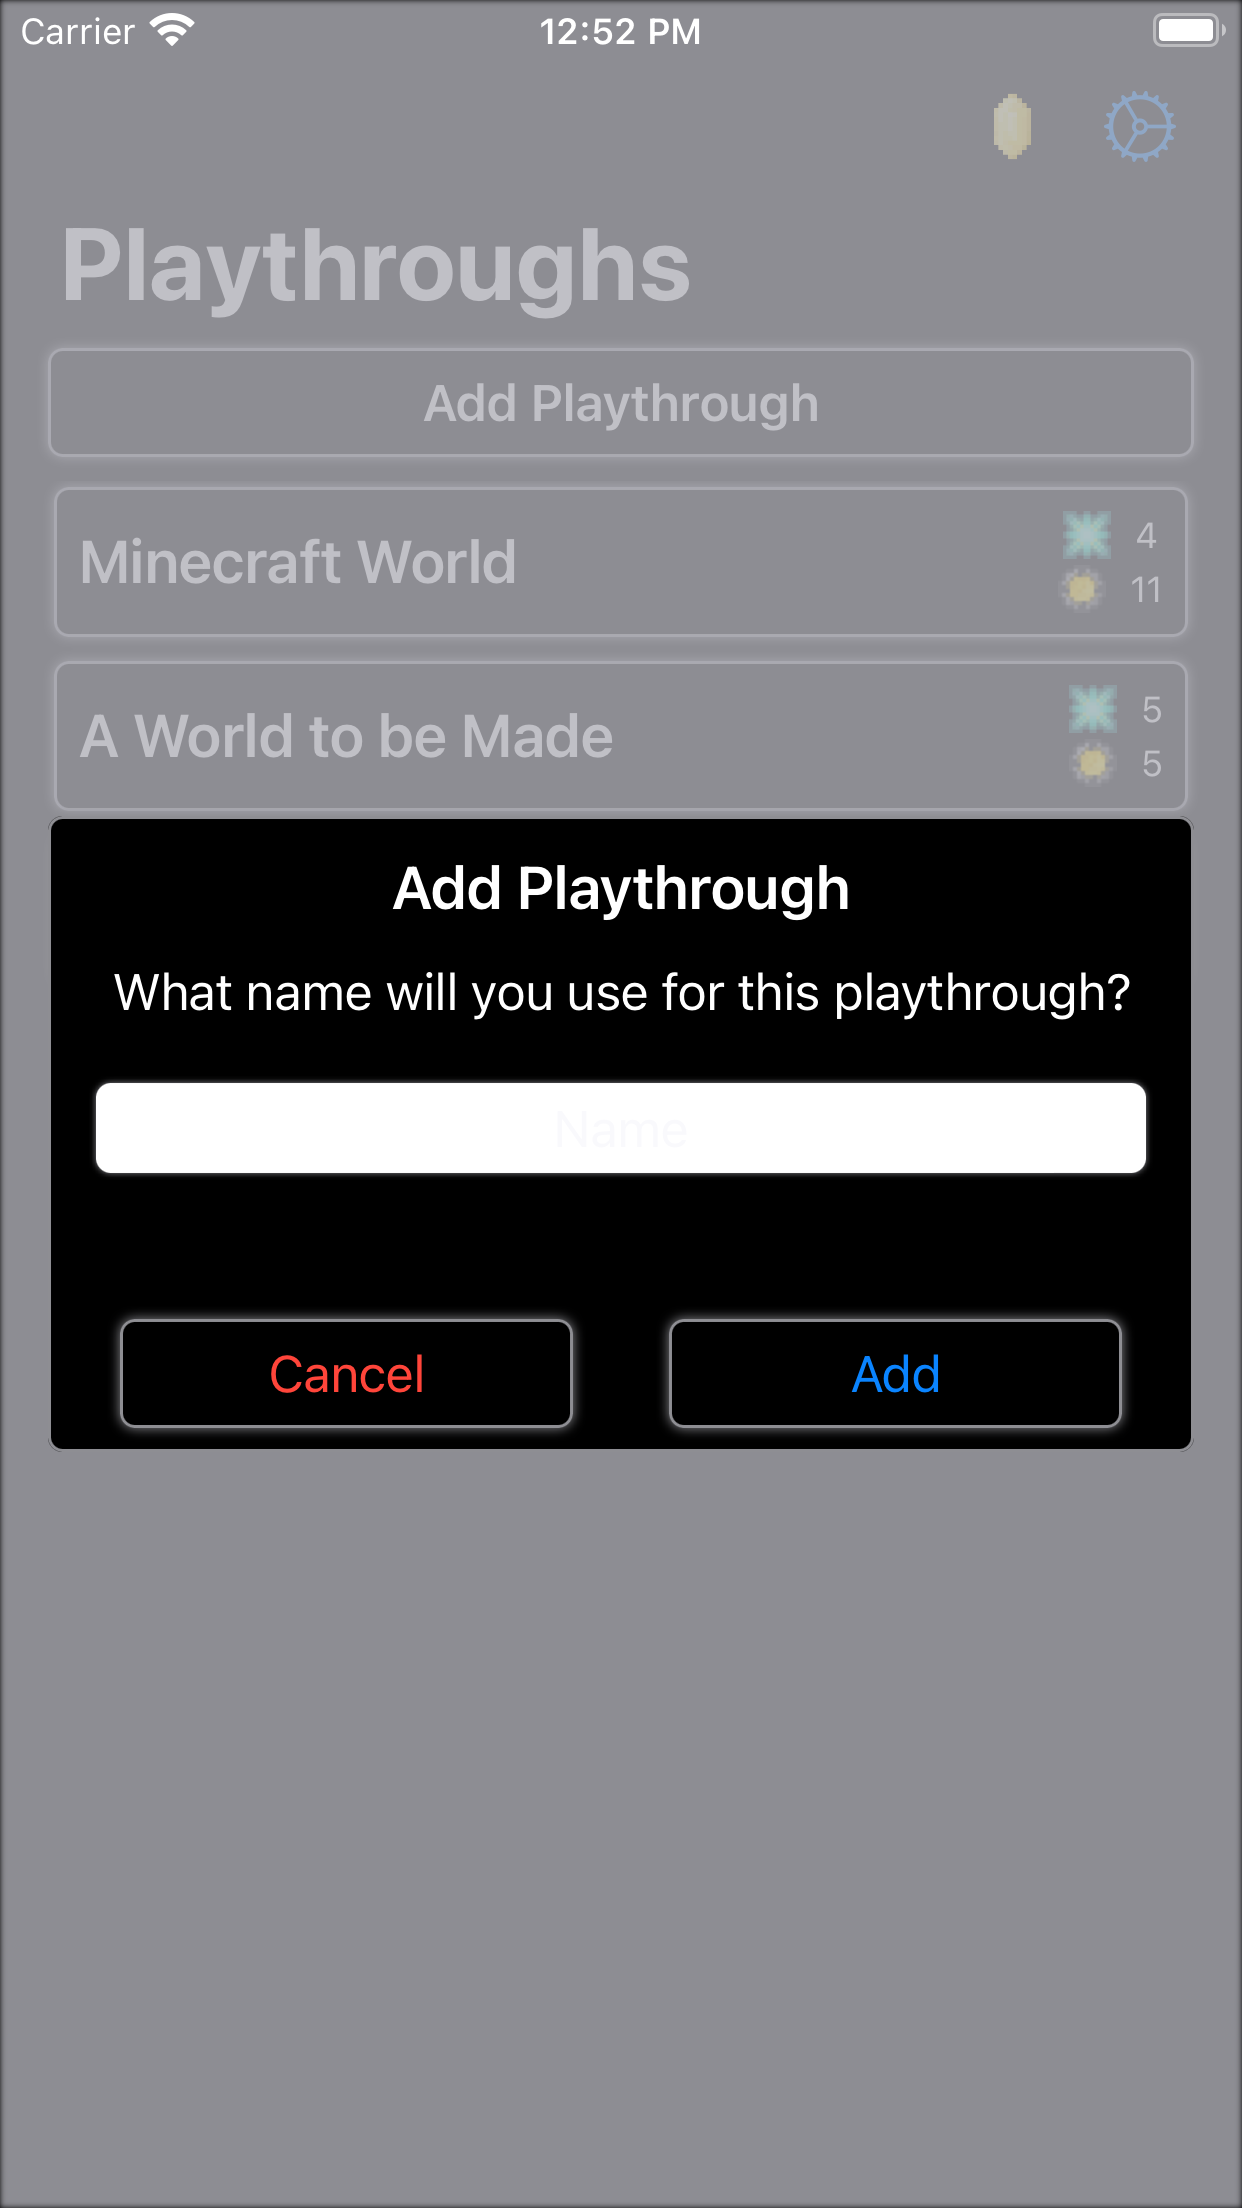 Carrier 12:52 PM
Playthroughs
Add Playthrough
Minecraft World 4
11
A World to be Made 5
5
Add Playthrough
What name will you use for this playthrough?
Name
Cancel Add